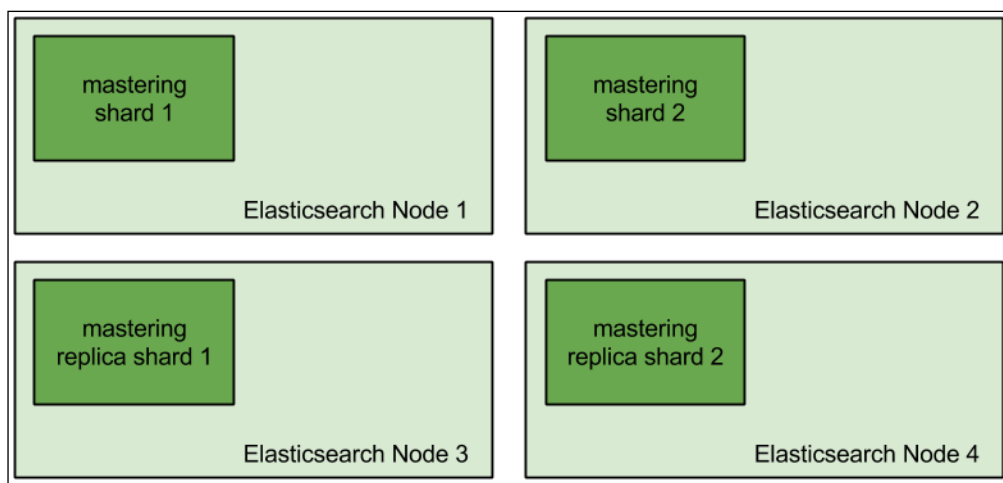 mastering
shard 1
Elasticsearch Node 1
mastering
shard 2
Elasticsearch Node 2
mastering
replica shard 1
Elasticsearch Node 3
mastering
replica shard 2
Elasticsearch Node 4